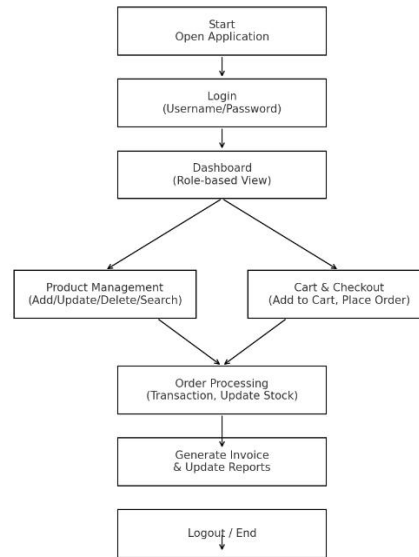 Start
Open Application
Login
(Username/Password)
Dashboard
(Role-based View)
Product Management
(Add/Update/Delete/Search)
Cart & Checkout
(Add to Cart, Place Order)
Order Processing
(Transaction, Update Stock)
Generate Invoice
& Update Reports
Logout / End